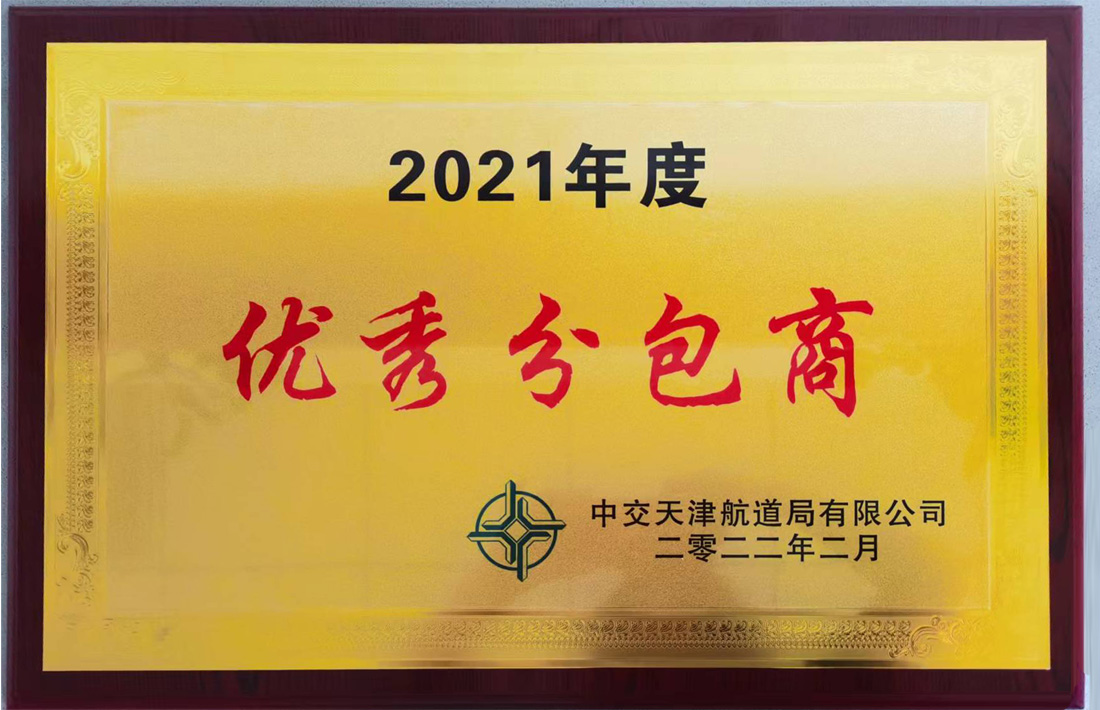 2021年度
优秀分包商
中交天津航道局有限公司
二零二二年二月